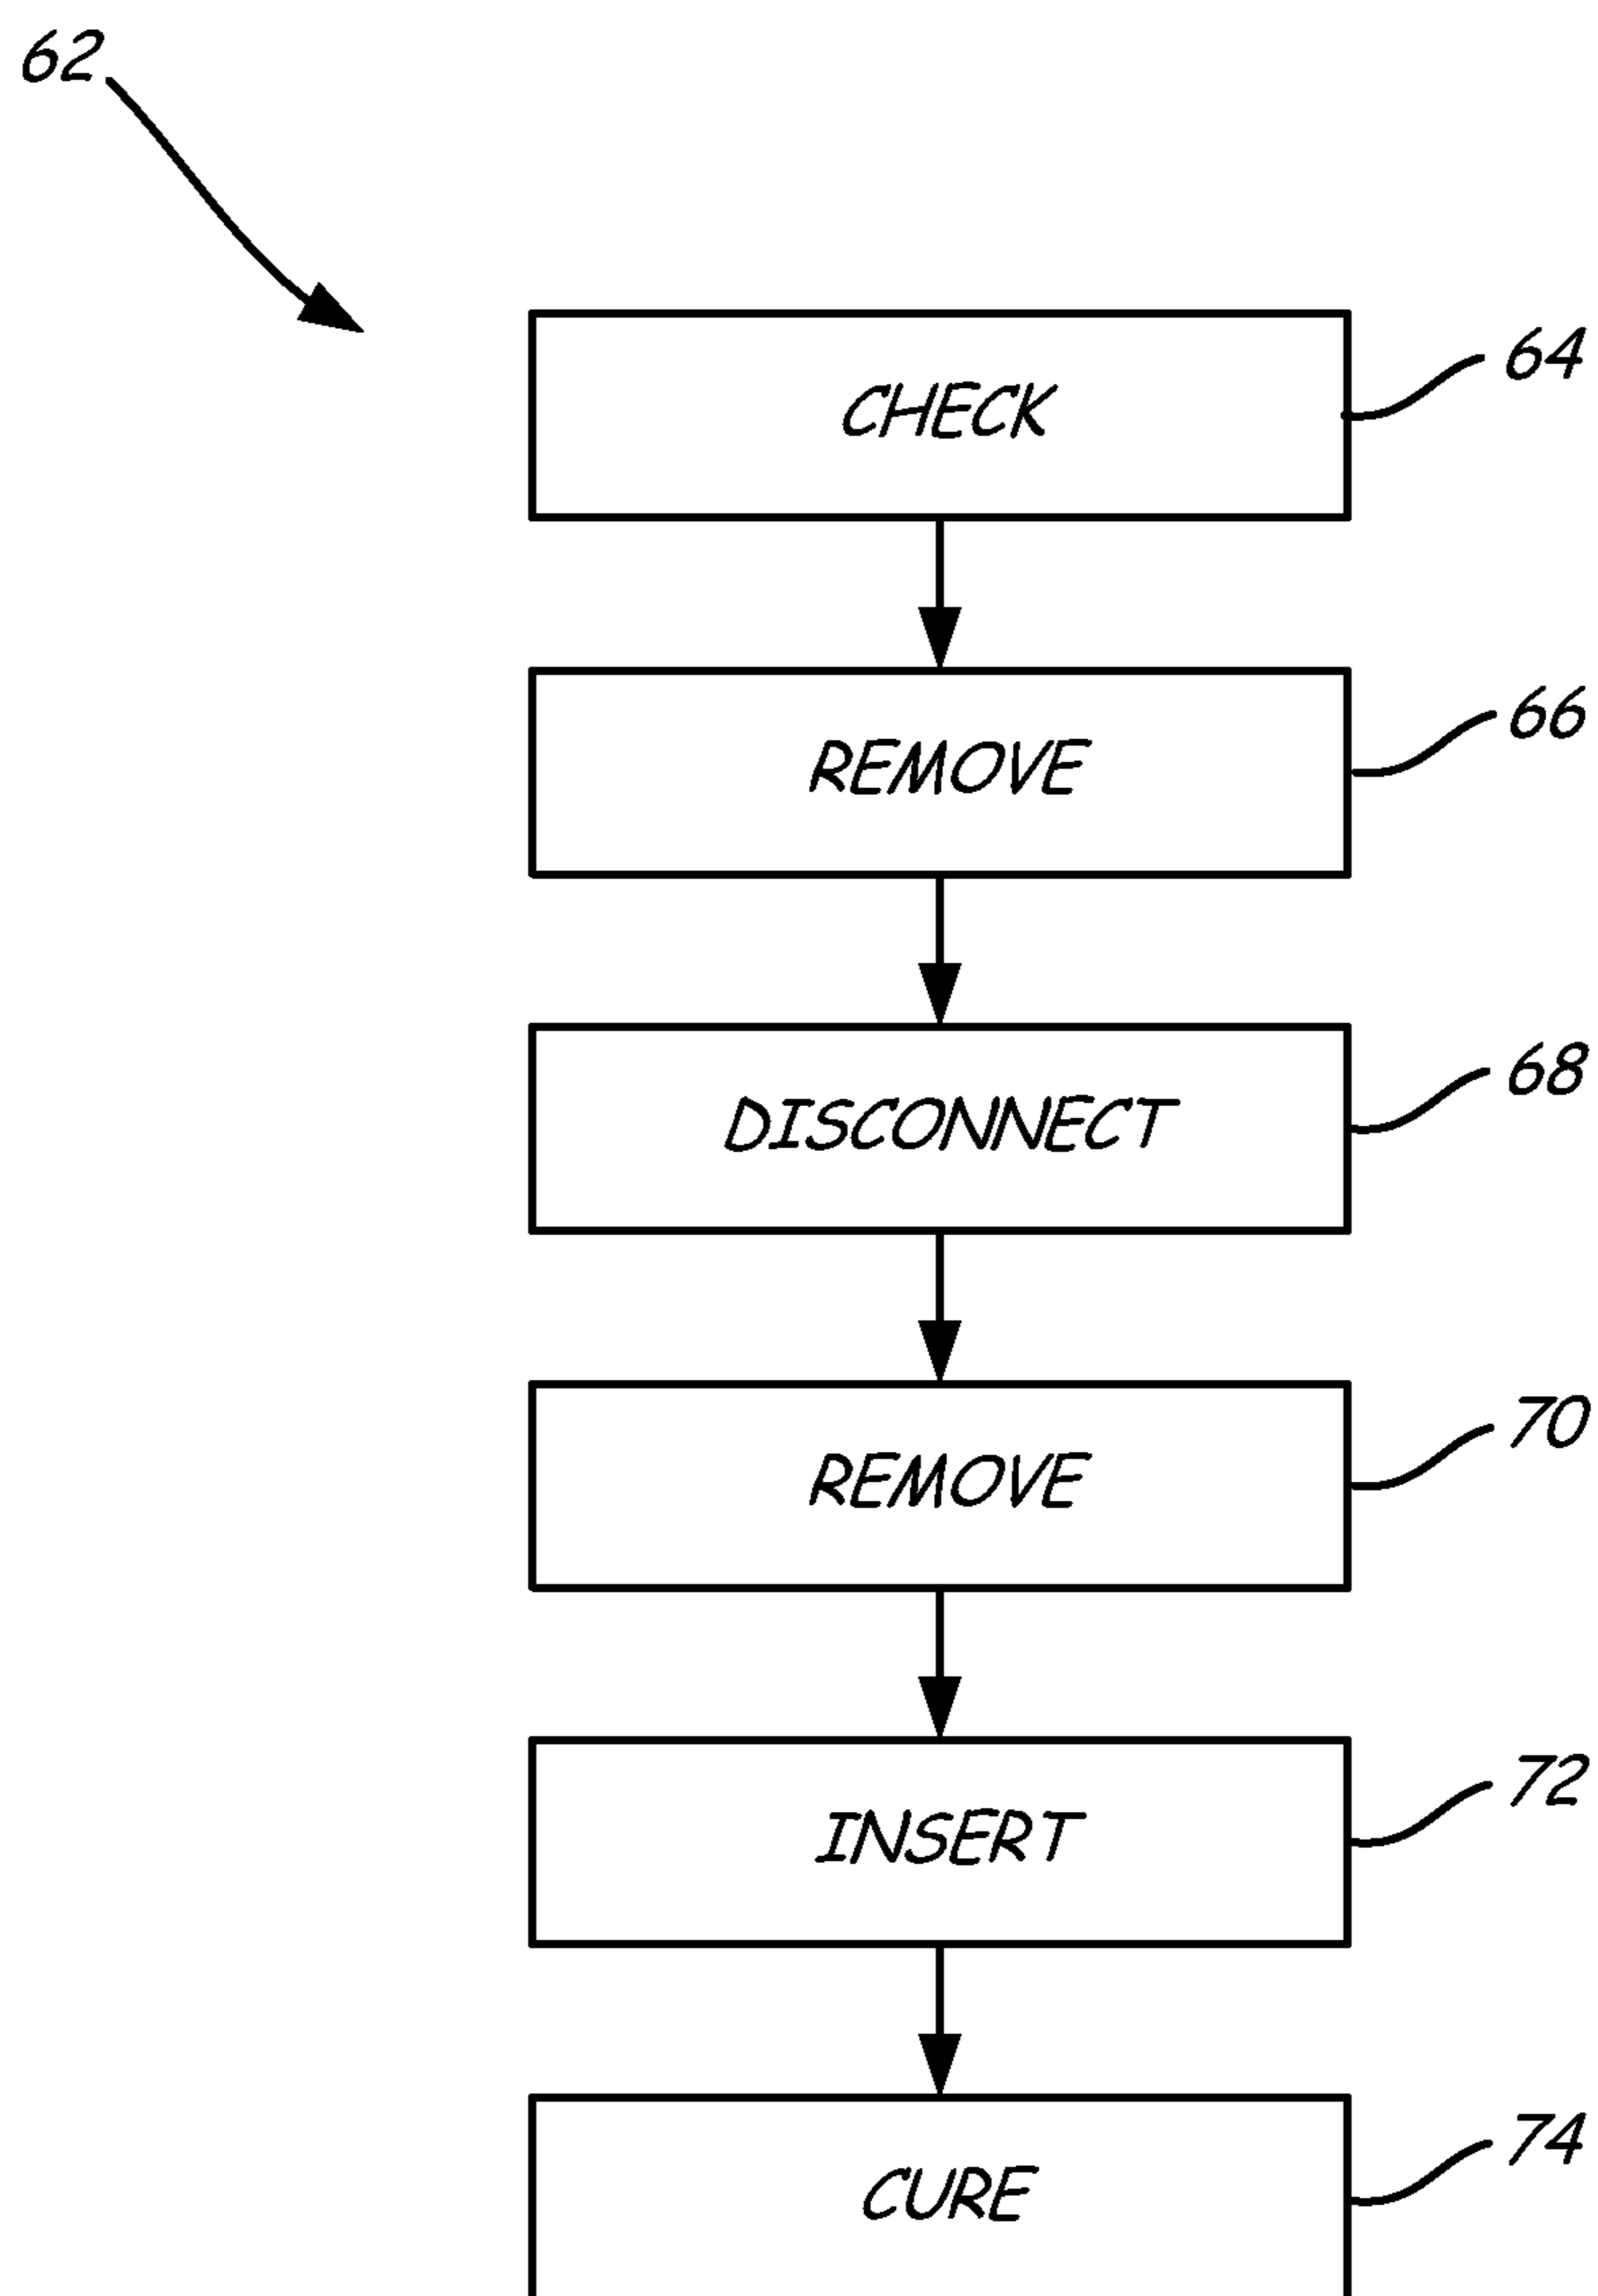 62
CHECK
64
REMOVE
66
DISCONNECT
68
REMOVE
70
INSERT
72
CURE
74